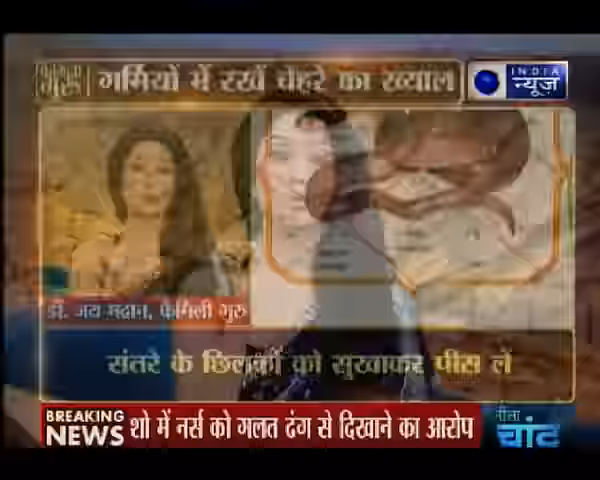 फैमिली गुरु
गर्मियों में रखें चेहरे का ख्याल
INDIA
न्यूज़
डॉ. जय मदान, फैमिली गुरु
संतरे के छिलकों को सुखाकर पीस लें
BREAKING NEWS
शो में नर्स को गलत ढंग से दिखाने का आरोप
नीला
चांद